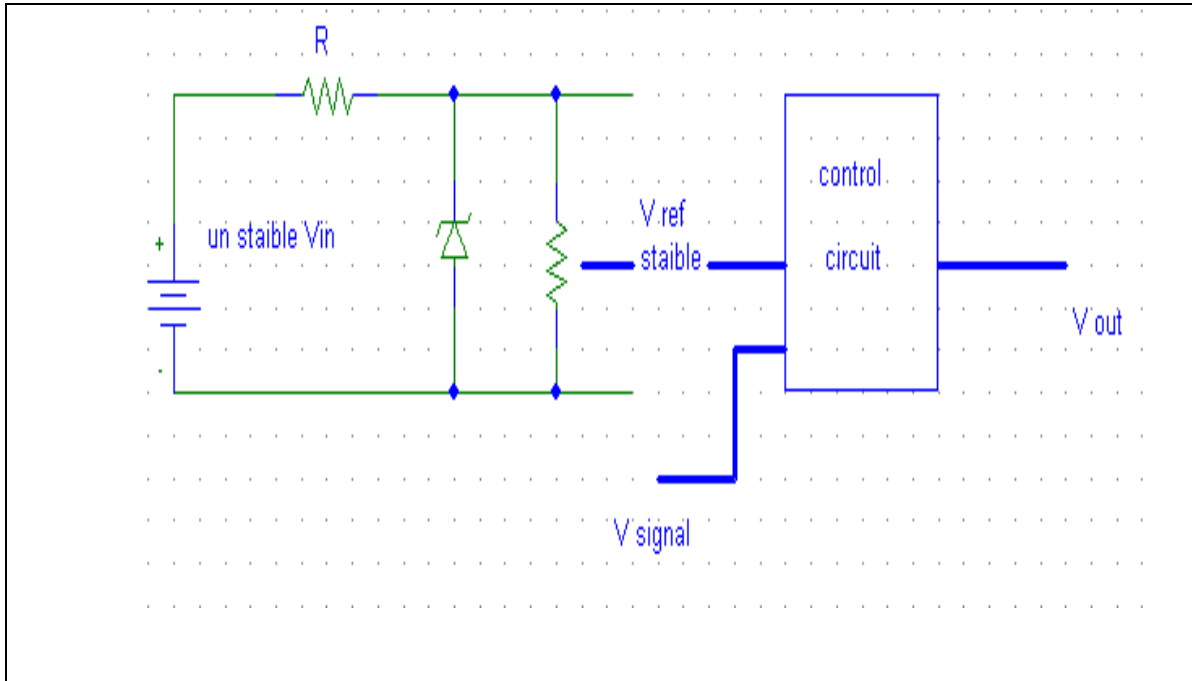 R
+
un staible Vin
-
V ref
staible
control
circuit
V out
V signal